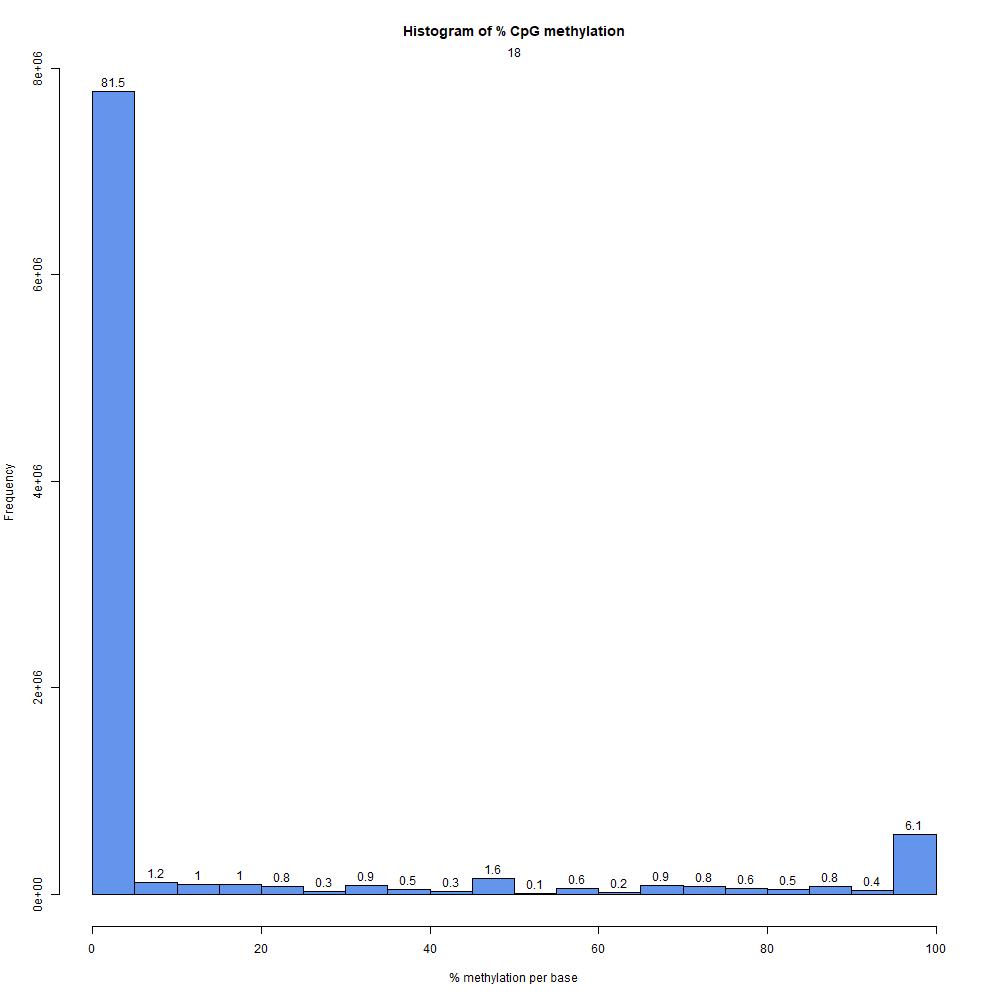 Histogram of % CpG methylation
18
8e+06
6e+06
4e+06
2e+06
0e+00
Frequency
81.5
1.2
1
1
0.8
0.3
0.9
0.5
0.3
1.6
0.1
0.6
0.2
0.9
0.8
0.6
0.5
0.8
0.4
6.1
0 20 40 60 80 100
% methylation per base